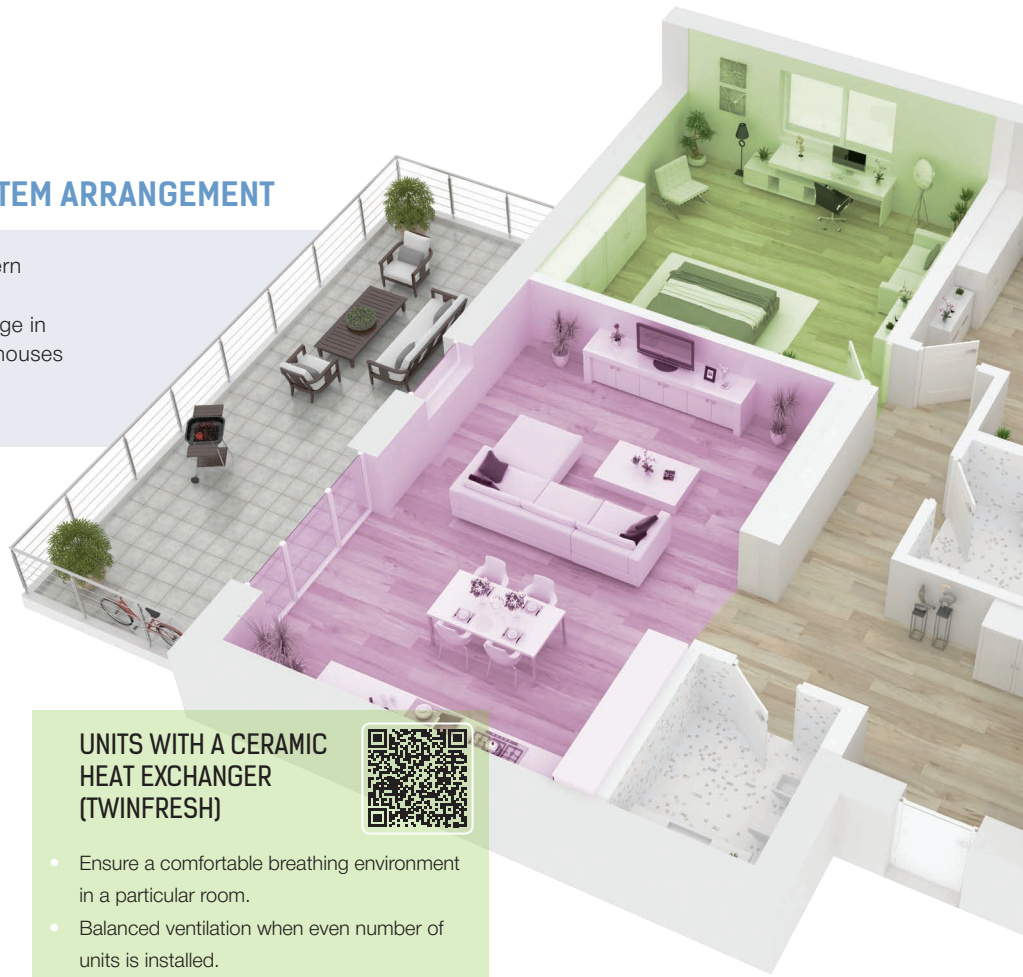 TEM ARRANGEMENT
ern
ge in
houses
UNITS WITH A CERAMIC
HEAT EXCHANGER
(TWINFRESH)
• Ensure a comfortable breathing environment
in a particular room.
• Balanced ventilation when even number of
units is installed.